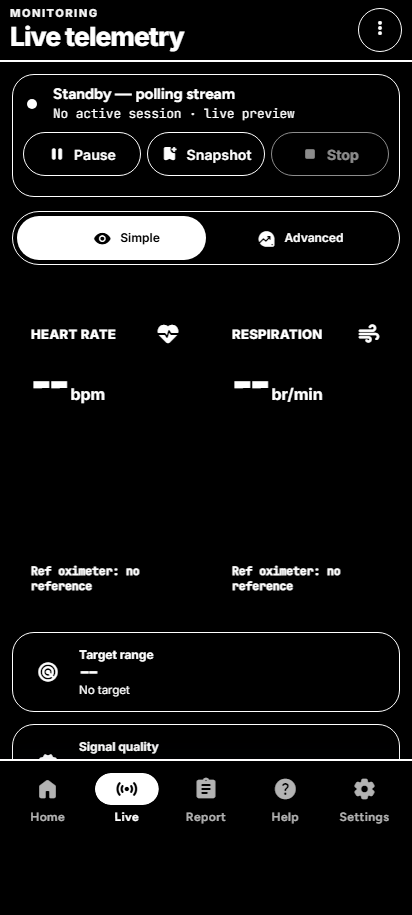 MONITORING
Live telemetry
Standby — polling stream
No active session · live preview
Pause
Snapshot
Stop
Simple
Advanced
HEART RATE
RESPIRATION
-- bpm
-- br/min
Ref oximeter: no
reference
Ref oximeter: no
reference
Target range
--
No target
Signal quality
Home
Live
Report
Help
Settings